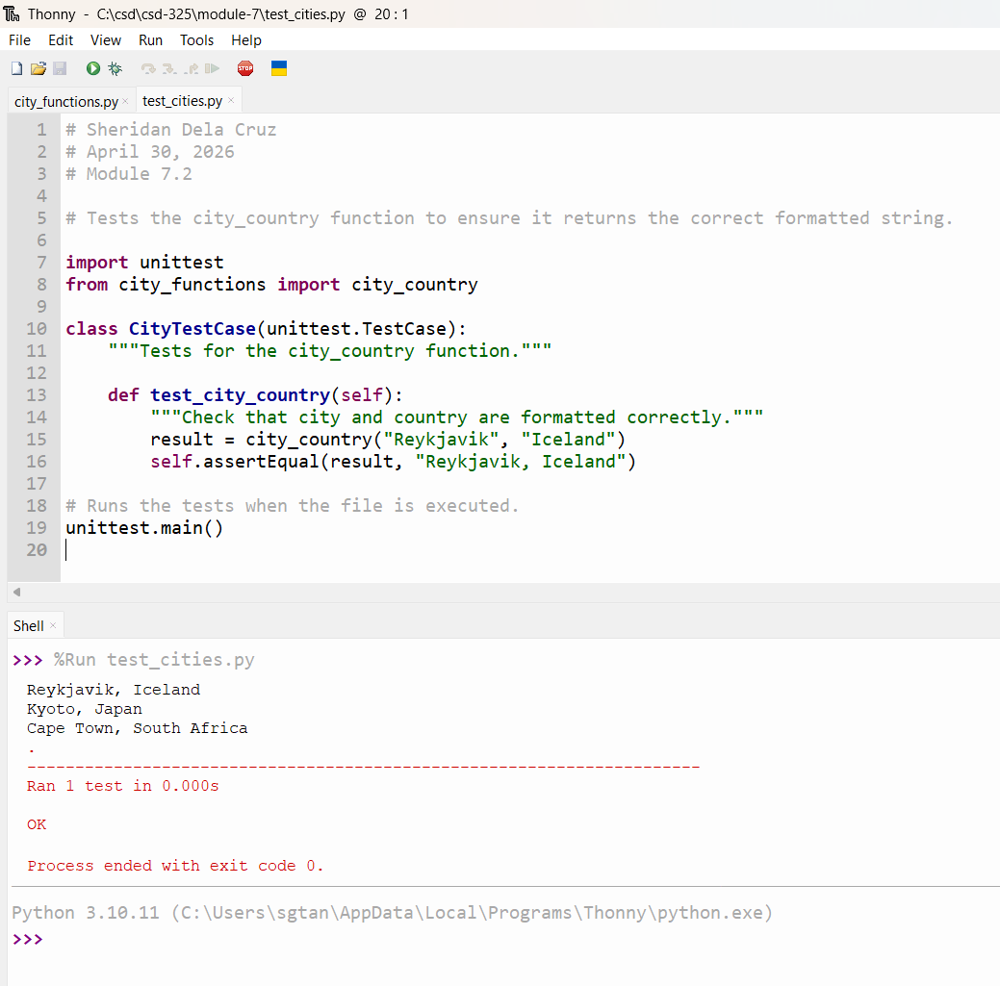 Thonny - C:\csd\csd-325\module-7\test_cities.py @ 20 : 1
File Edit View Run Tools Help
STOP
city_functions.py × test_cities.py ×
1 # Sheridan Dela Cruz
2 # April 30, 2026
3 # Module 7.2
4
5 # Tests the city_country function to ensure it returns the correct formatted string.
6
7 import unittest
8 from city_functions import city_country
9
10 class CityTestCase(unittest.TestCase):
11     """Tests for the city_country function."""
12
13     def test_city_country(self):
14         """Check that city and country are formatted correctly."""
15         result = city_country("Reykjavik", "Iceland")
16         self.assertEqual(result, "Reykjavik, Iceland")
17
18 # Runs the tests when the file is executed.
19 unittest.main()
20
Shell ×
>>> %Run test_cities.py
Reykjavik, Iceland
Kyoto, Japan
Cape Town, South Africa
.
----------------------------------------------------------------------
Ran 1 test in 0.000s
OK
Process ended with exit code 0.
Python 3.10.11 (C:\Users\sgtan\AppData\Local\Programs\Thonny\python.exe)
>>>